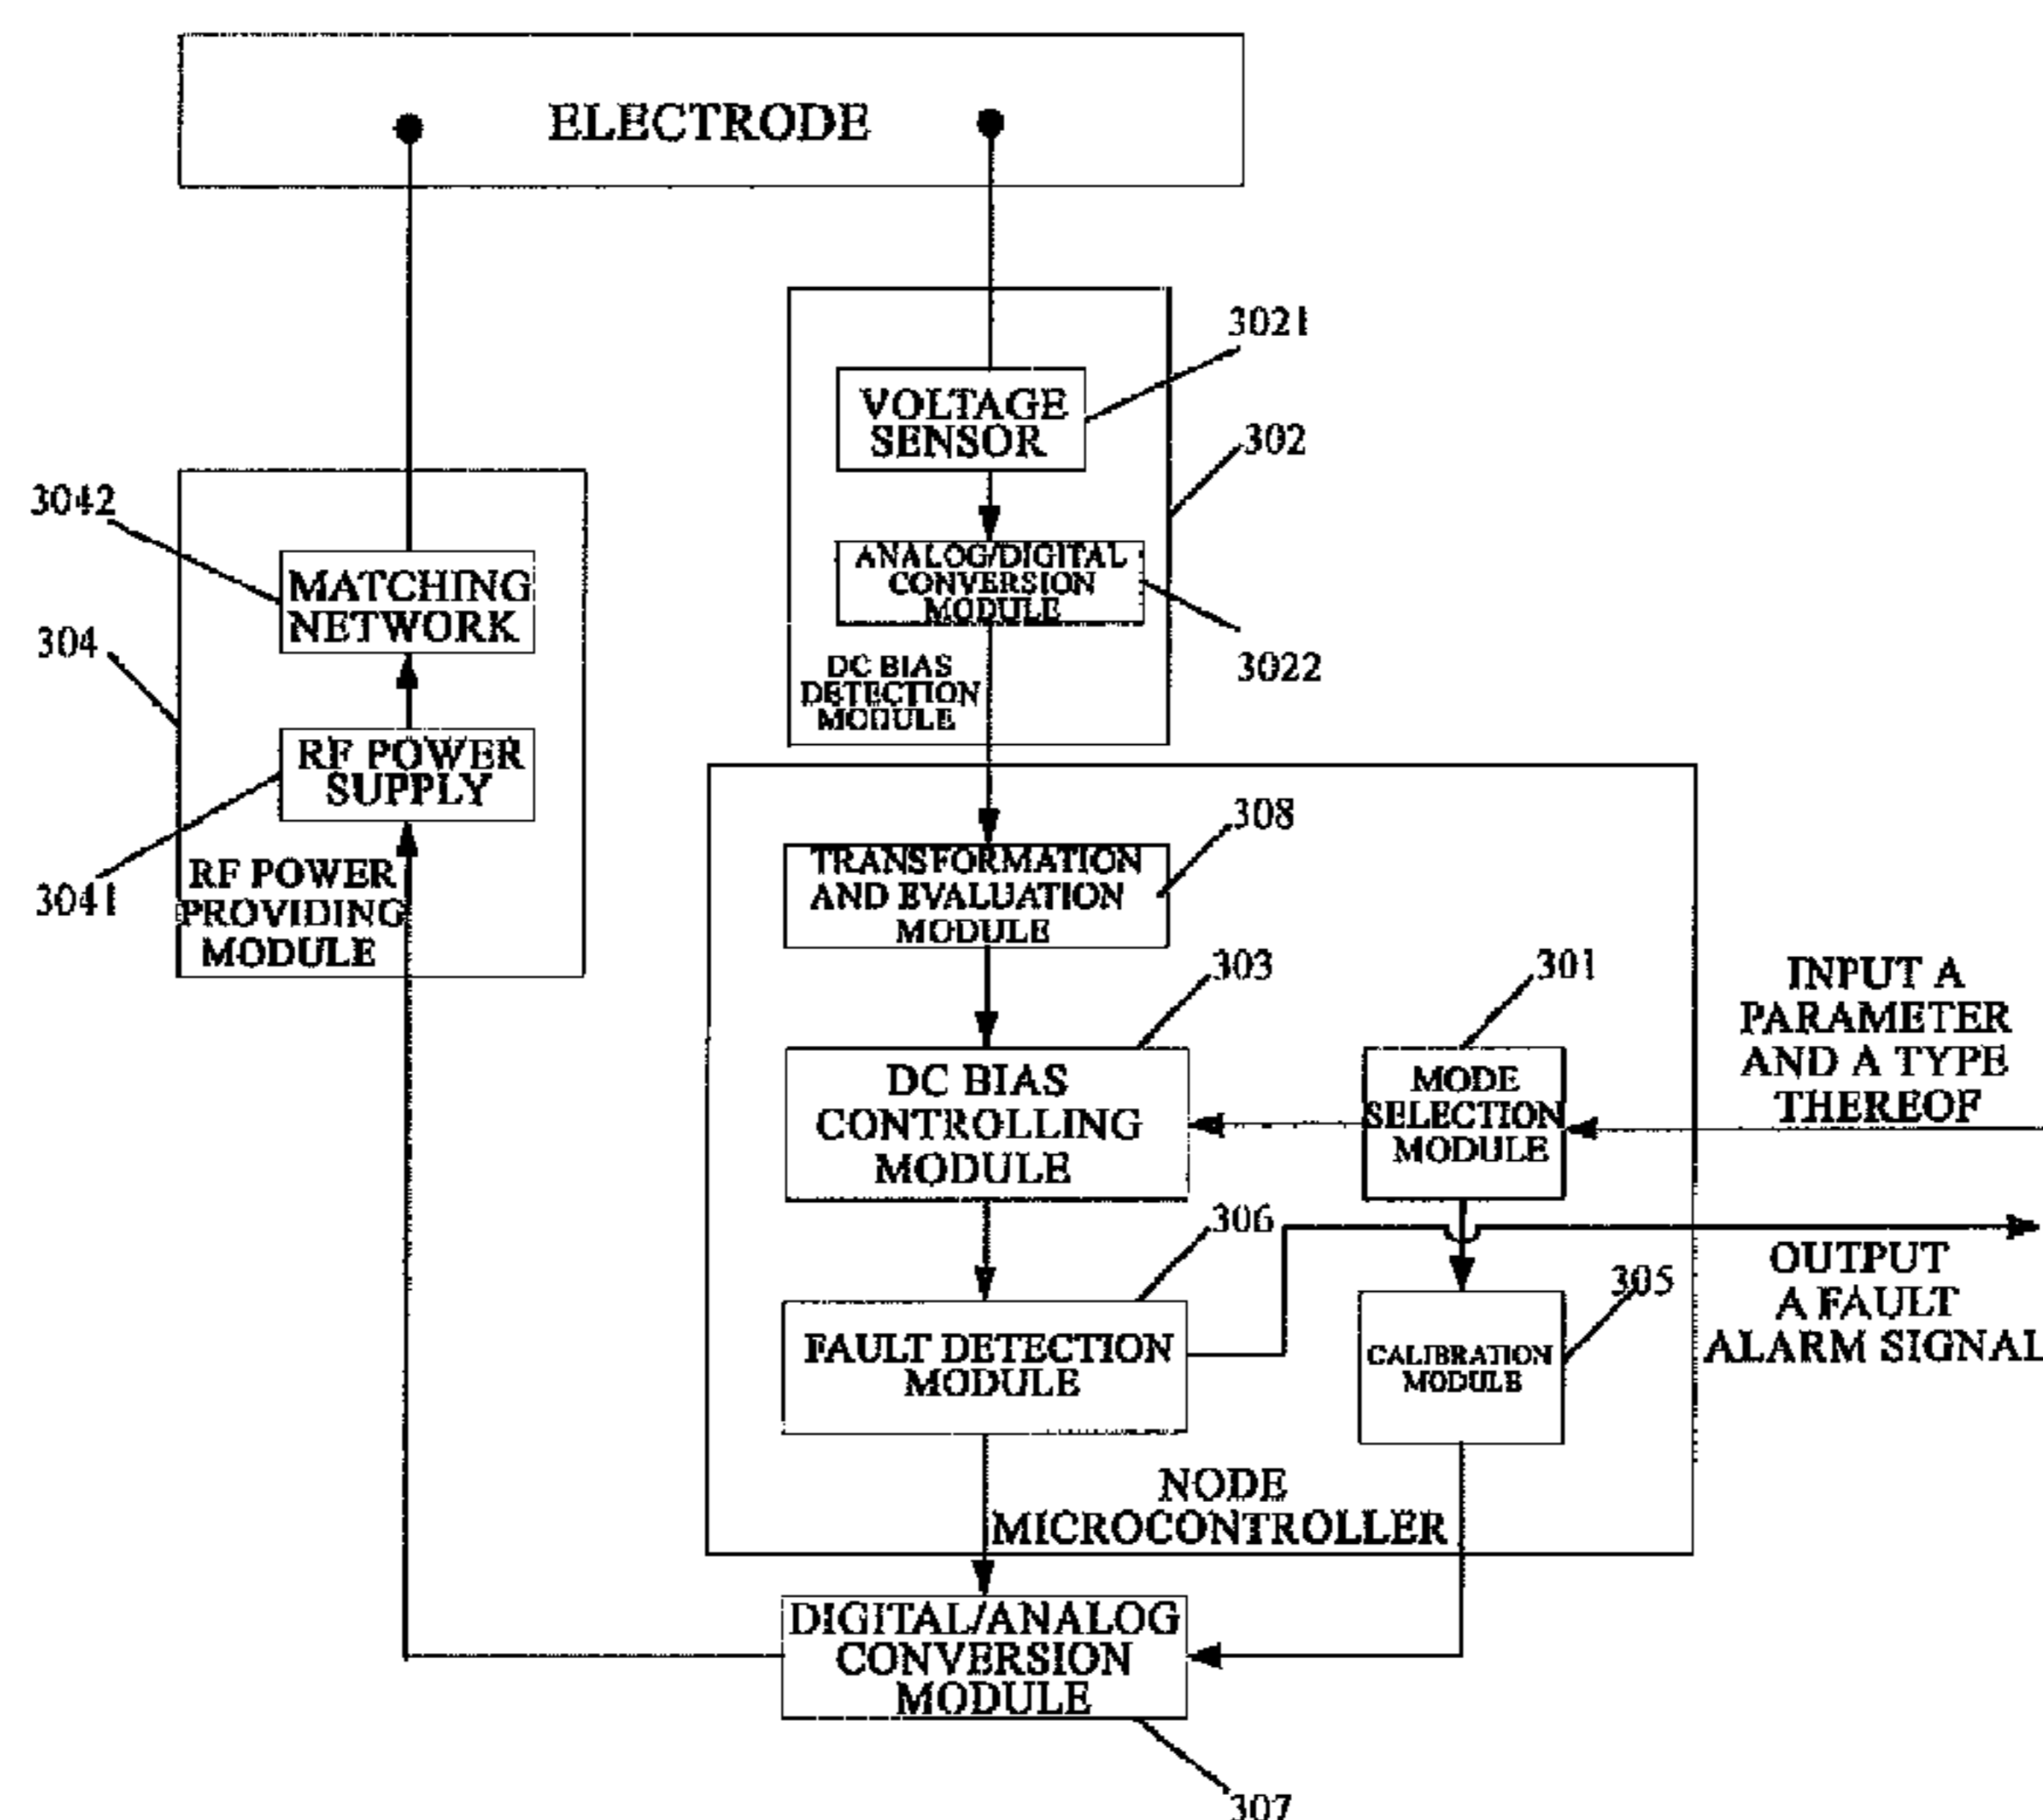 ELECTRODE
3021
VOLTAGE
SENSOR
302
3042
ANALOG/DIGITAL
CONVERSION
MODULE
MATCHING
NETWORK
304
3022
DC BIAS
DETECTION
MODULE
RF POWER
SUPPLY
308
TRANSFORMATION
AND EVALUATION
MODULE
3041
RF POWER
PROVIDING
MODULE
303
301
INPUT A
PARAMETER
AND A TYPE
THEREOF
DC BIAS
CONTROLLING
MODULE
MODE
SELECTION
MODULE
306
OUTPUT
A FAULT
ALARM SIGNAL
305
FAULT DETECTION
MODULE
CALIBRATION
MODULE
NODE
MICROCONTROLLER
DIGITAL/ANALOG
CONVERSION
MODULE
307